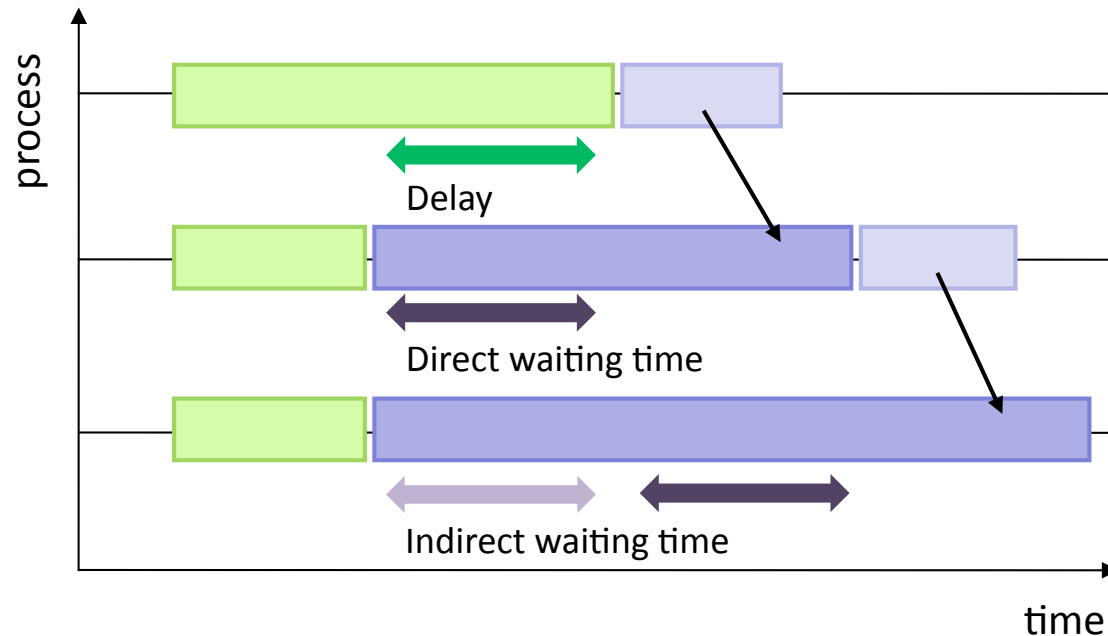 process
Delay
Direct waiting time
Indirect waiting time
time